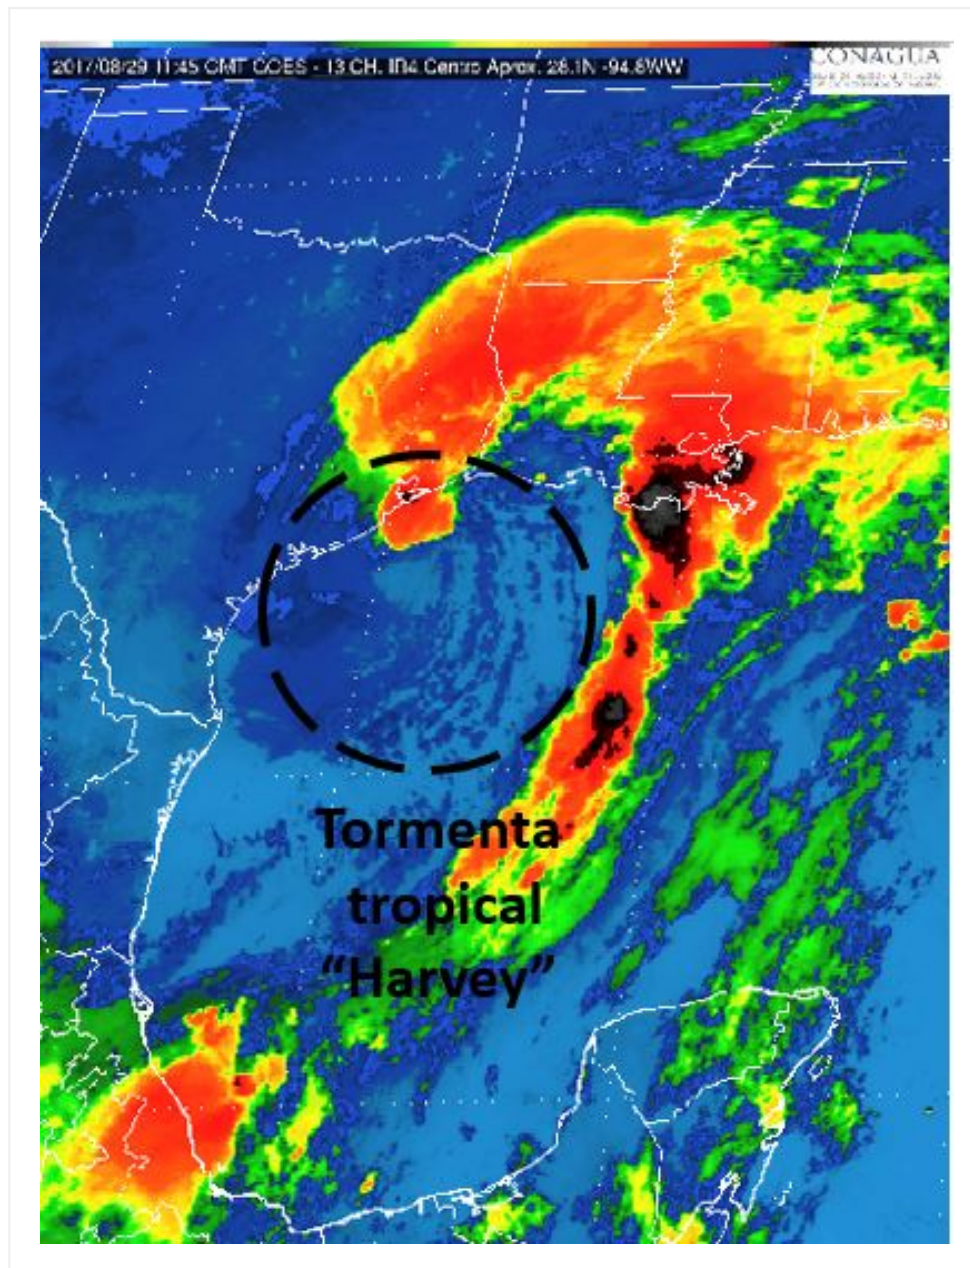 2017/08/29 11:45 GMT GOES - 13 CH. IR4 Centro Aprox. 28.1N -94.8WW
CONAGUA
Tormenta
tropical
“Harvey”